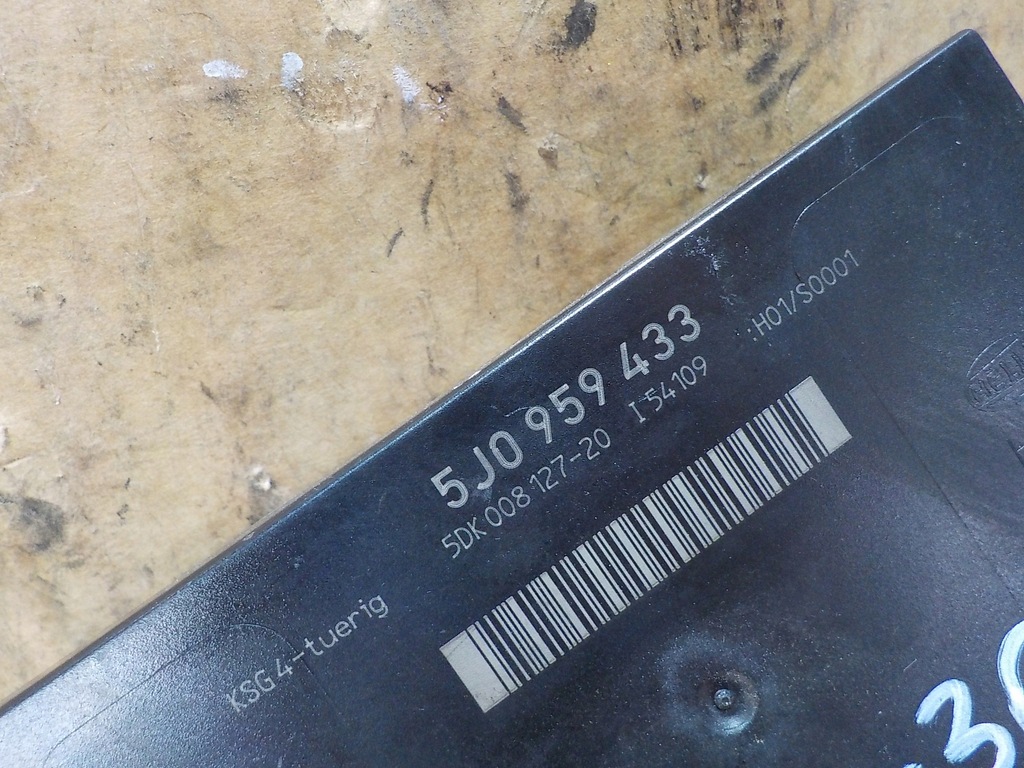 5J0 959 433
5DK 008 127-20 I 54109
:H01/S0001
KSG 4-tuerig